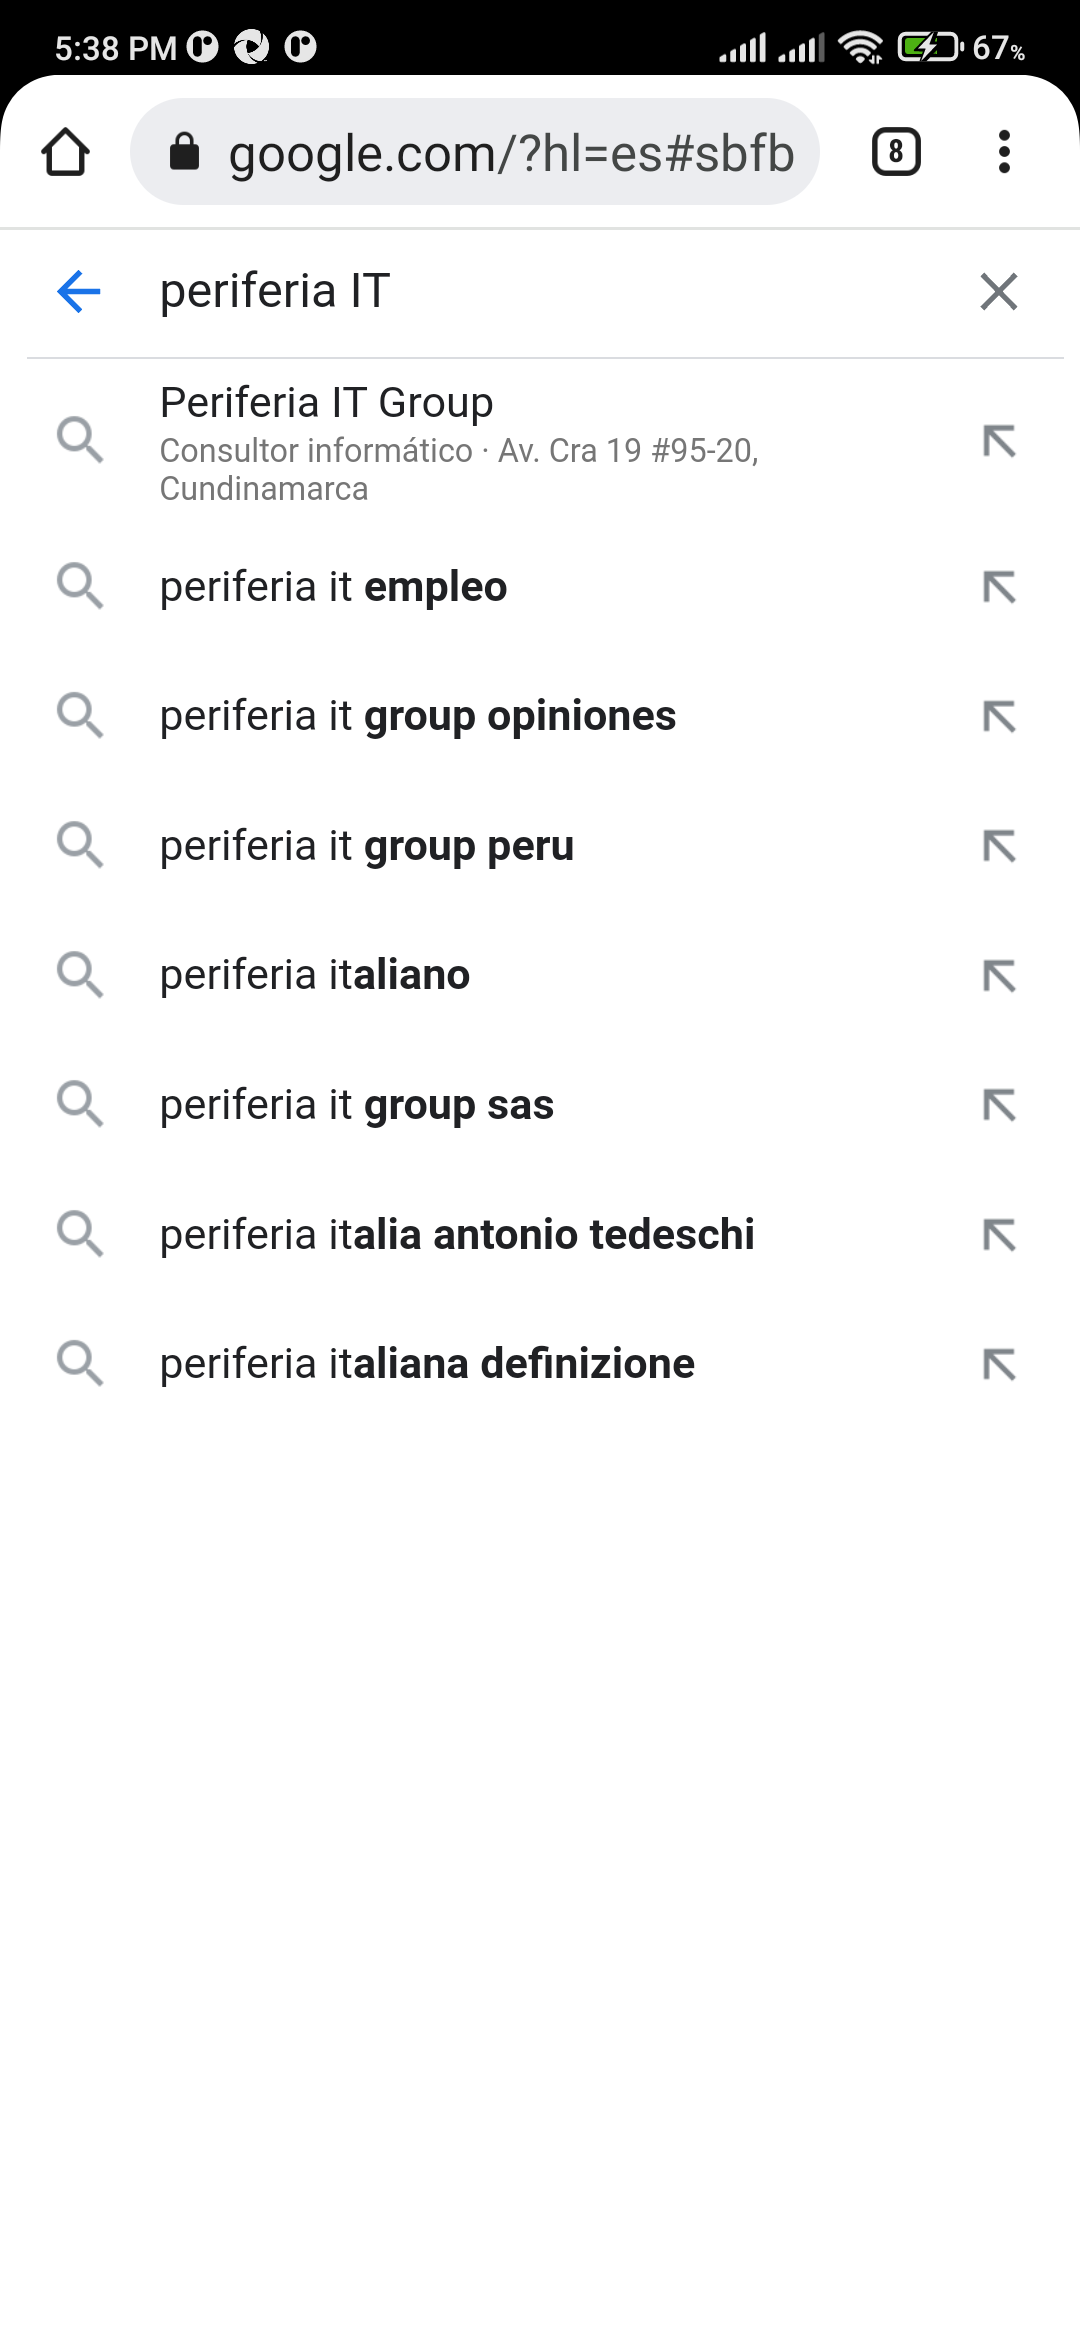 5:38 PM 67%
google.com/?hl=es#sbfb 8
periferia IT
Periferia IT Group
Consultor informático · Av. Cra 19 #95-20,
Cundinamarca
periferia it empleo
periferia it group opiniones
periferia it group peru
periferia italiano
periferia it group sas
periferia italia antonio tedeschi
periferia italiana definizione